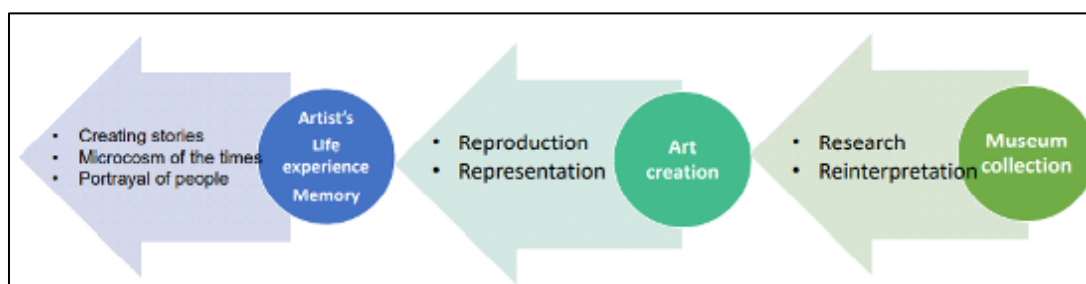 • Creating stories
• Microcosm of the times
• Portrayal of people
Artist's
Life
experience
Memory
• Reproduction
• Representation
Art
creation
• Research
• Reinterpretation
Museum
collection